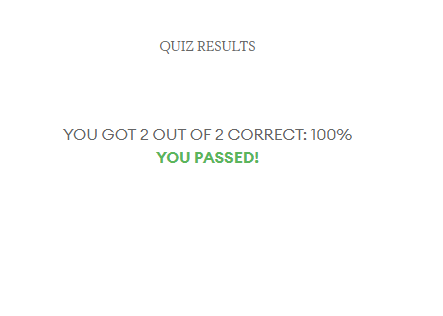 QUIZ RESULTS
YOU GOT 2 OUT OF 2 CORRECT: 100%
YOU PASSED!